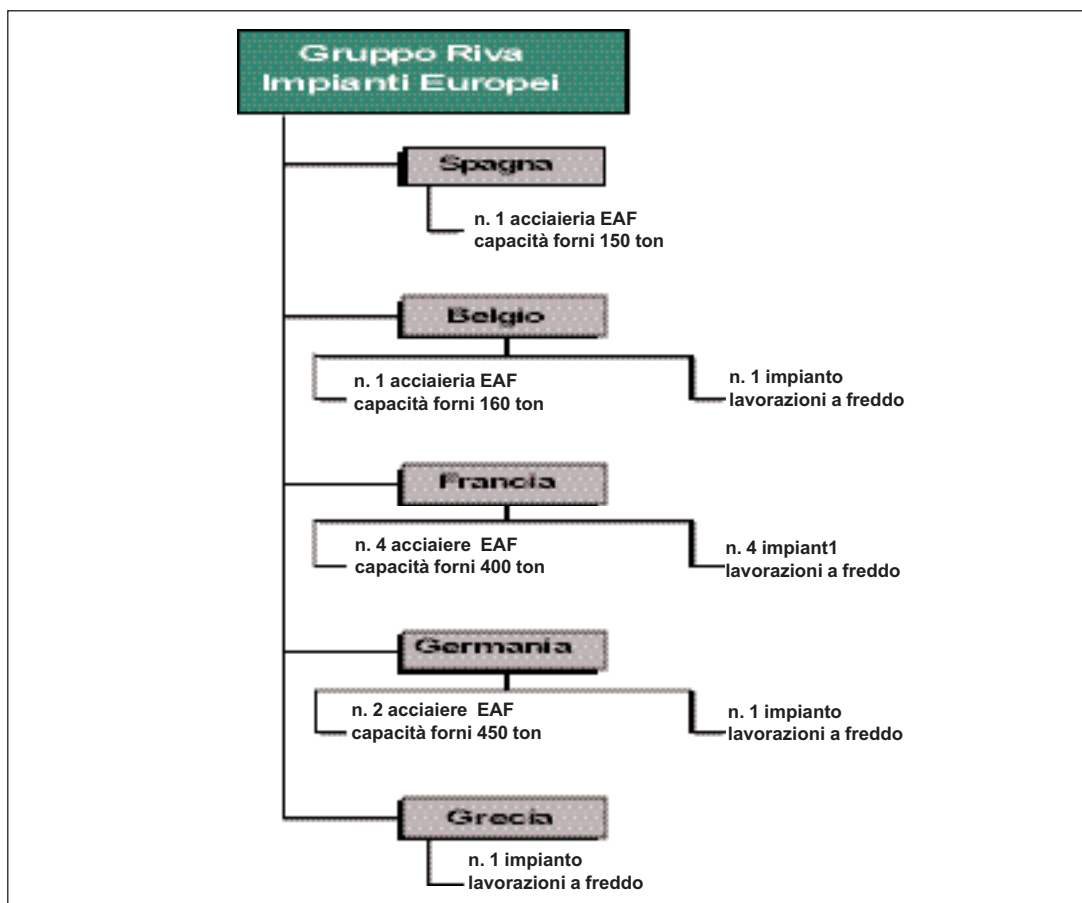 Gruppo Riva
Impianti Europei
Spagna
n. 1 acciaieria EAF
capacità forni 150 ton
Belgio
n. 1 acciaieria EAF
capacità forni 160 ton
n. 1 impianto
lavorazioni a freddo
Francia
n. 4 acciaiere EAF
capacità forni 400 ton
n. 4 impiant1
lavorazioni a freddo
Germania
n. 2 acciaiere EAF
capacità forni 450 ton
n. 1 impianto
lavorazioni a freddo
Grecia
n. 1 impianto
lavorazioni a freddo